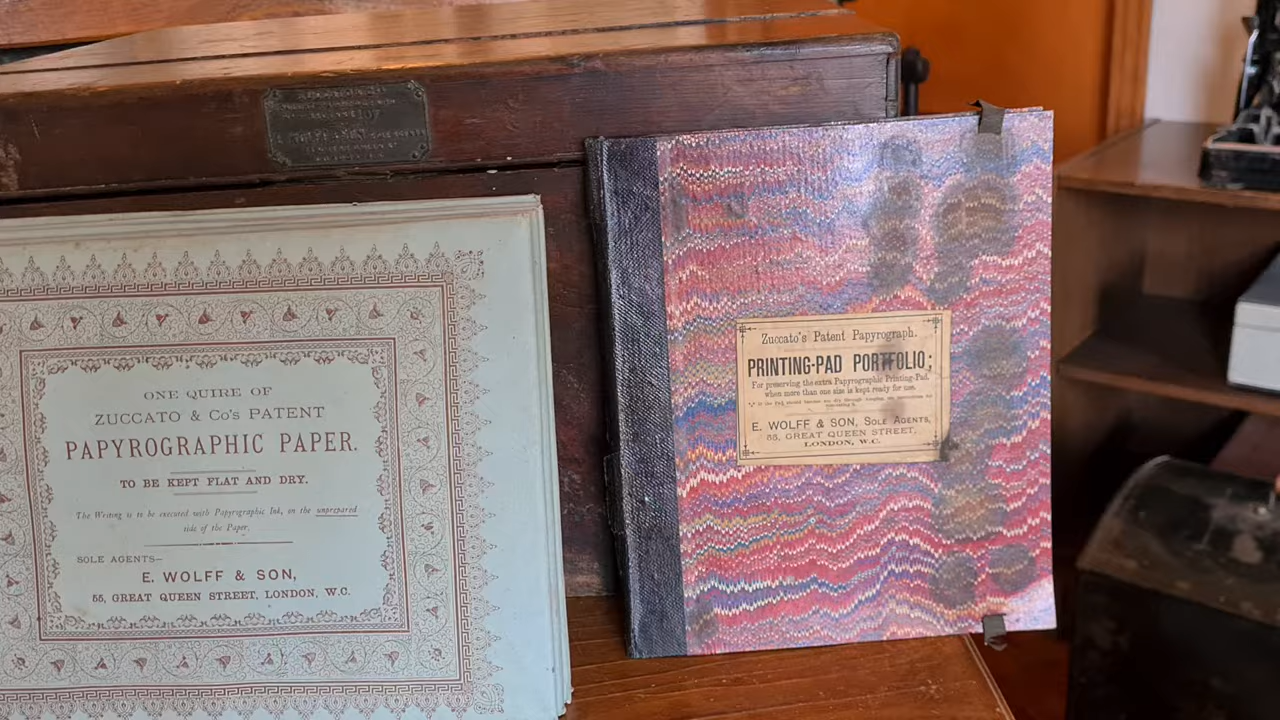 ONE QUIRE OF
ZUCCATO & Co's PATENT
PAPYROGRAPHIC PAPER.
TO BE KEPT FLAT AND DRY.
The Writing is to be executed with Papyrographic Ink, on the unprepared
side of the Paper.
SOLE AGENTS—
E. WOLFF & SON,
55, GREAT QUEEN STREET, LONDON, W.C.
Zuccato's Patent Papyrograph.
PRINTING-PAD PORTFOLIO;
For preserving the extra Papyrographic Printing-Pad,
when more than one size is kept ready for use.
E. WOLFF & SON, SOLE AGENTS,
55, GREAT QUEEN STREET,
LONDON, W.C.